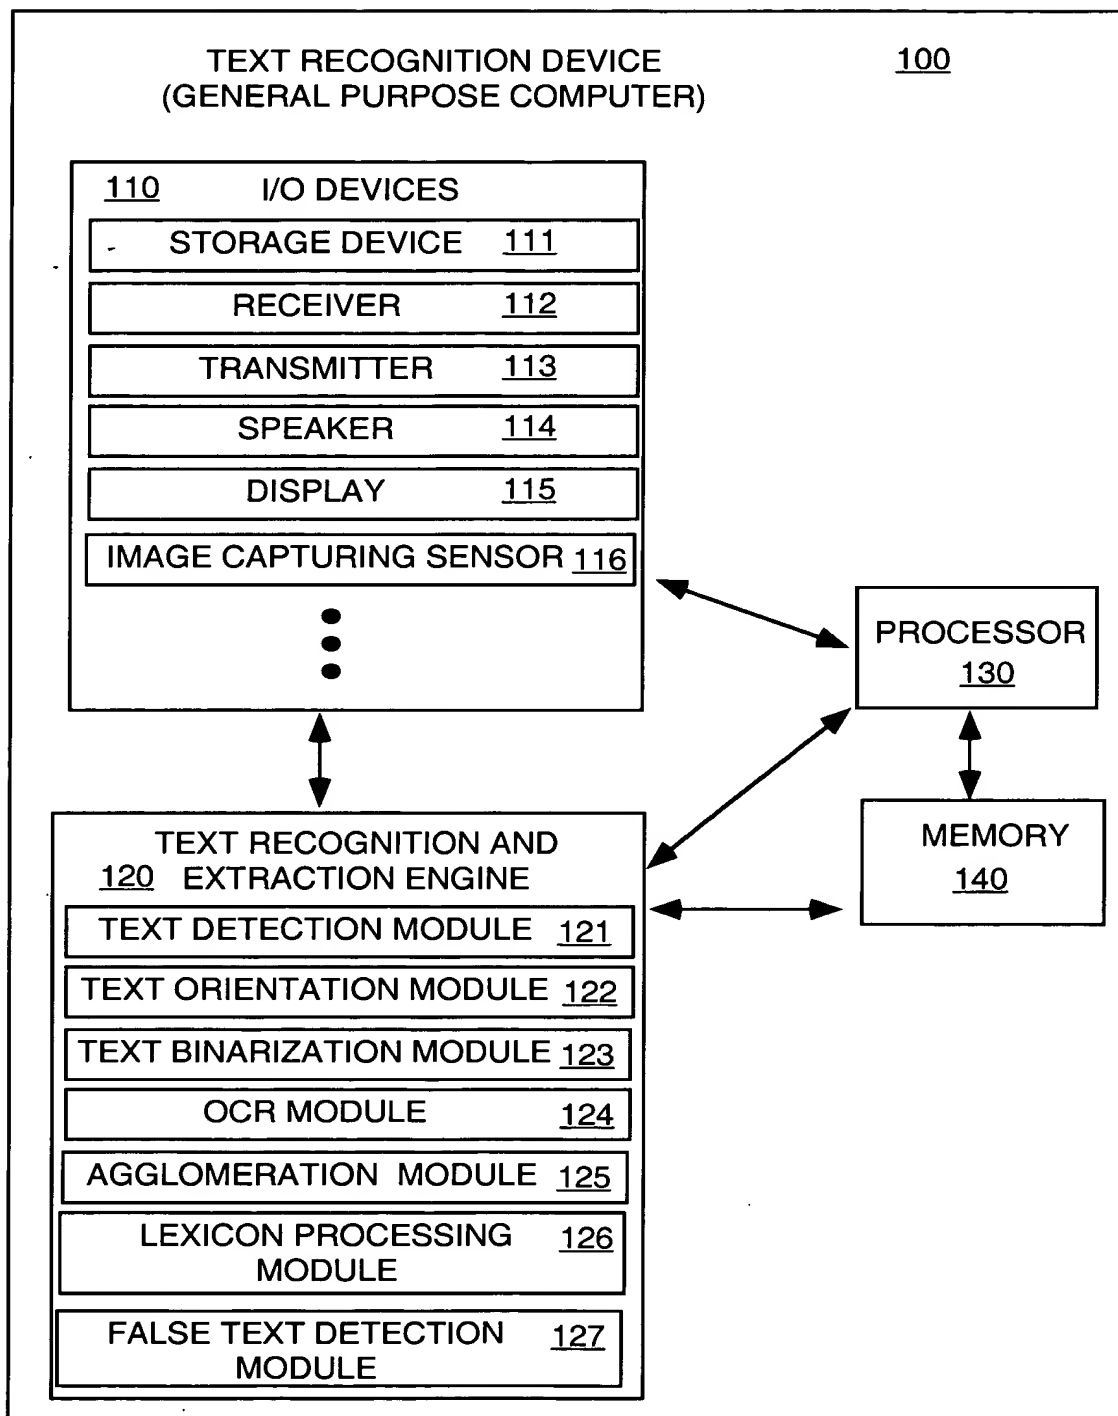 TEXT RECOGNITION DEVICE 100
(GENERAL PURPOSE COMPUTER)
110 I/O DEVICES
STORAGE DEVICE 111
RECEIVER 112
TRANSMITTER 113
SPEAKER 114
DISPLAY 115
IMAGE CAPTURING SENSOR 116
PROCESSOR
130
MEMORY
140
TEXT RECOGNITION AND
120 EXTRACTION ENGINE
TEXT DETECTION MODULE 121
TEXT ORIENTATION MODULE 122
TEXT BINARIZATION MODULE 123
OCR MODULE 124
AGGLOMERATION MODULE 125
LEXICON PROCESSING 126
MODULE
FALSE TEXT DETECTION 127
MODULE